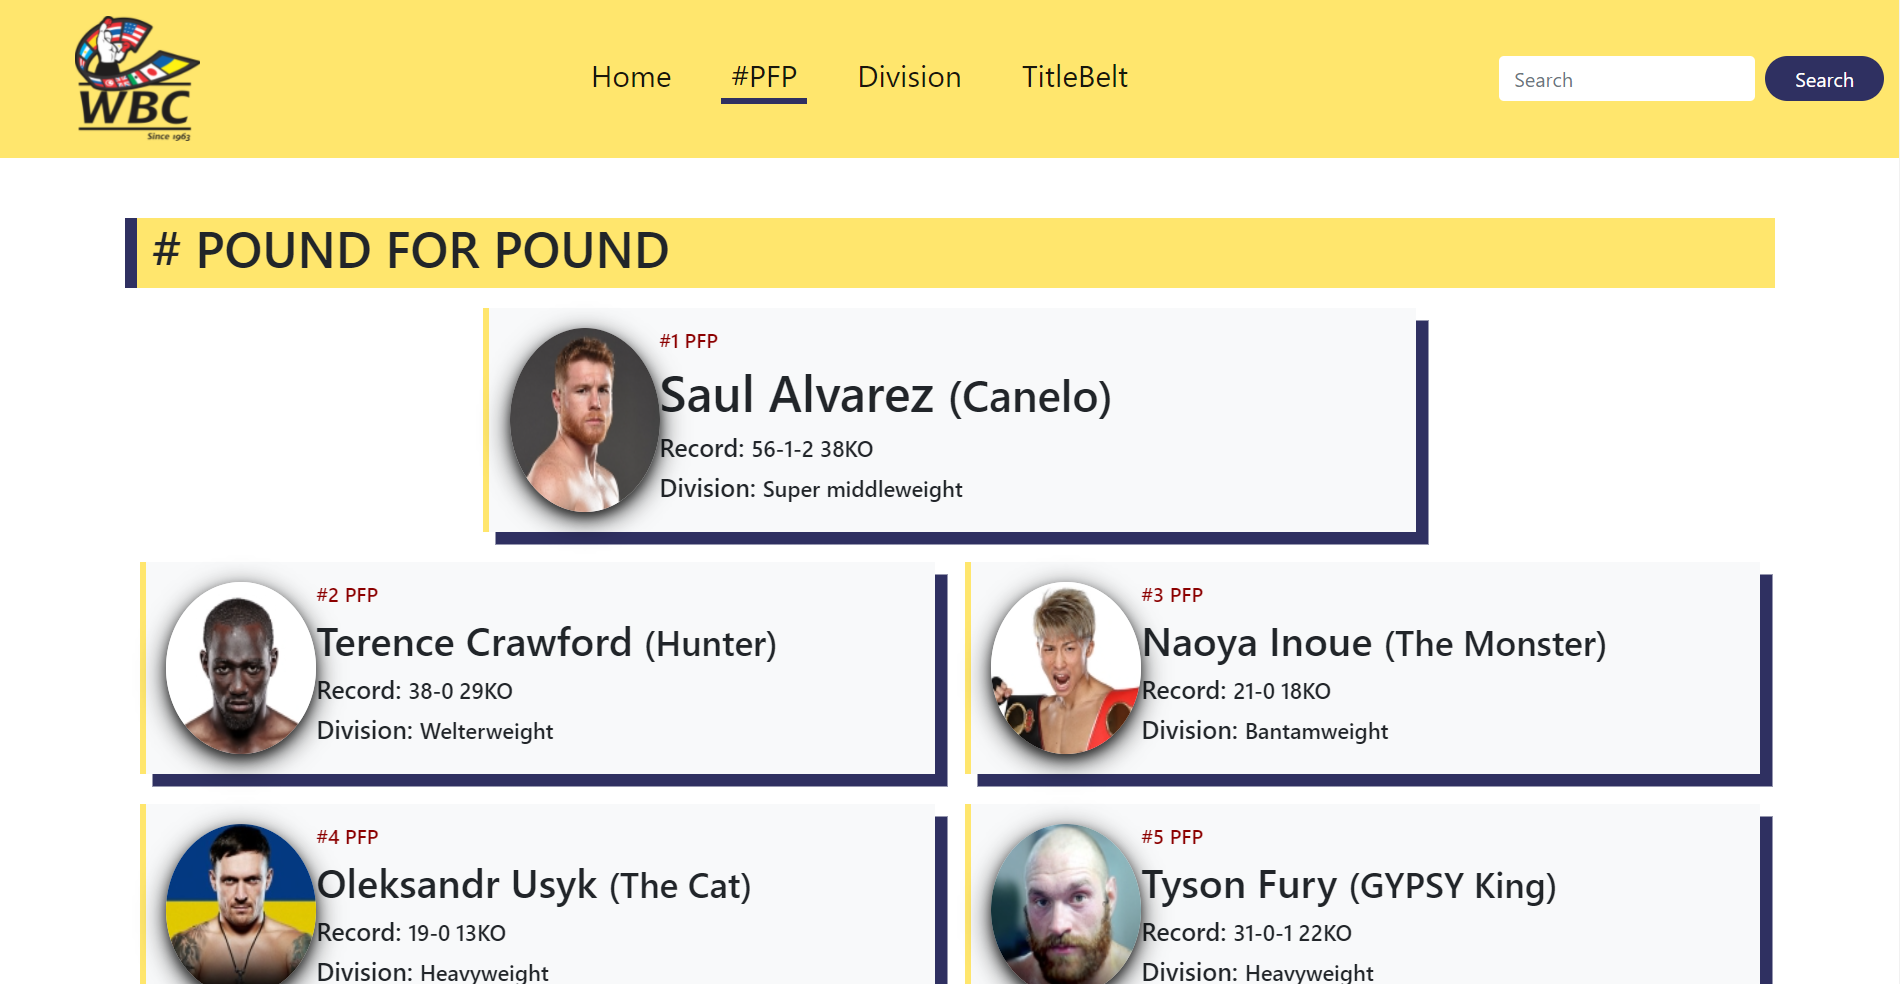 WBC
Since 1963
Home
#PFP
Division
TitleBelt
Search
Search
# POUND FOR POUND
#1 PFP
Saul Alvarez (Canelo)
Record: 56-1-2 38KO
Division: Super middleweight
#2 PFP
Terence Crawford (Hunter)
Record: 38-0 29KO
Division: Welterweight
#3 PFP
Naoya Inoue (The Monster)
Record: 21-0 18KO
Division: Bantamweight
#4 PFP
Oleksandr Usyk (The Cat)
Record: 19-0 13KO
Division: Heavyweight
#5 PFP
Tyson Fury (GYPSY King)
Record: 31-0-1 22KO
Division: Heavyweight